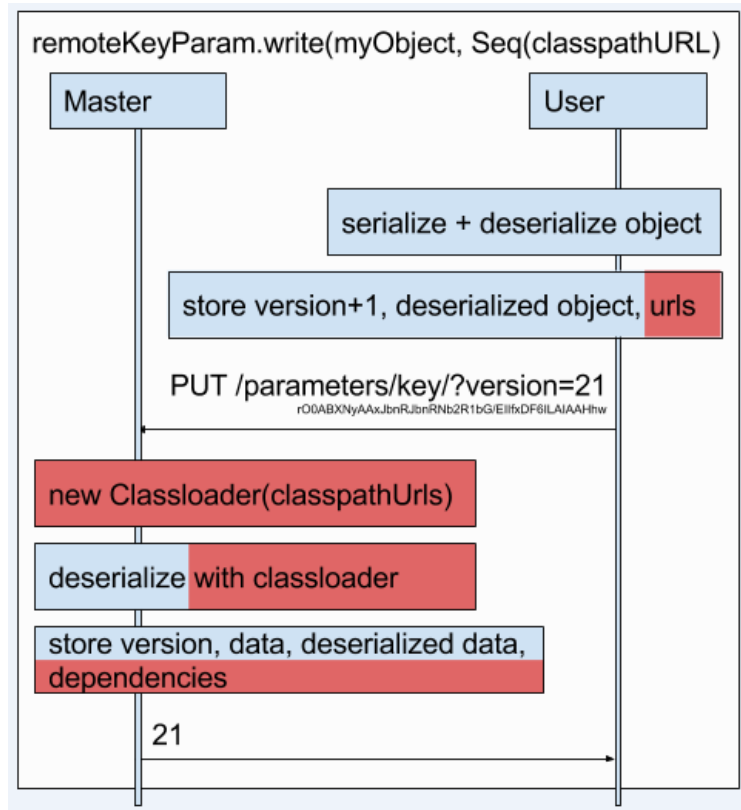 remoteKeyParam.write(myObject, Seq(classpathURL)
Master
User
serialize + deserialize object
store version+1, deserialized object, urls
PUT /parameters/key/?version=21
new Classloader(classpathUrls)
deserialize with classloader
store version, data, deserialized data,
dependencies
21